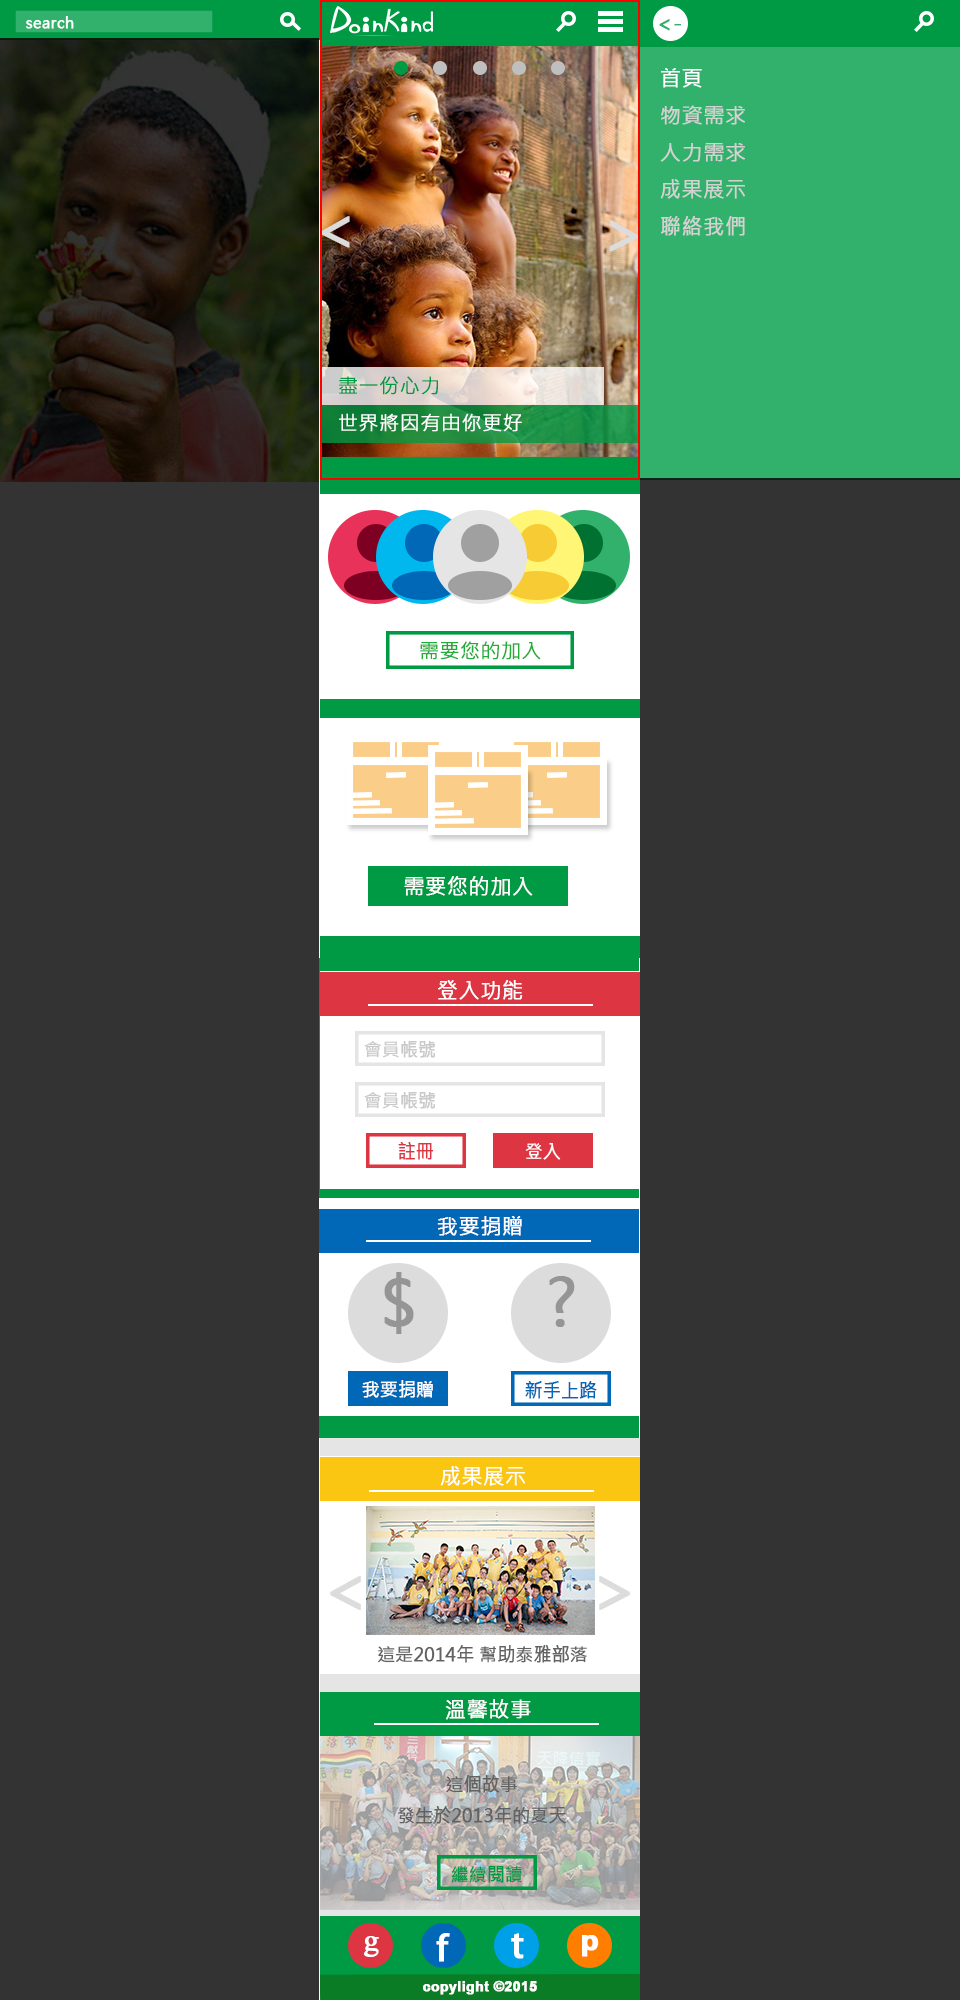 search
DoinKind
< -
首頁
物資需求
人力需求
成果展示
聯絡我們
<
>
盡一份心力
世界將因有由你更好
需要您的加入
需要您的加入
登入功能
會員帳號
會員帳號
註冊
登入
我要捐贈
$
?
我要捐贈
新手上路
成果展示
<
>
這是2014年 幫助泰雅部落
溫馨故事
天降信實
這個故事
發生於2013年的夏天
繼續閱讀
g
f
t
p
copylight ©2015